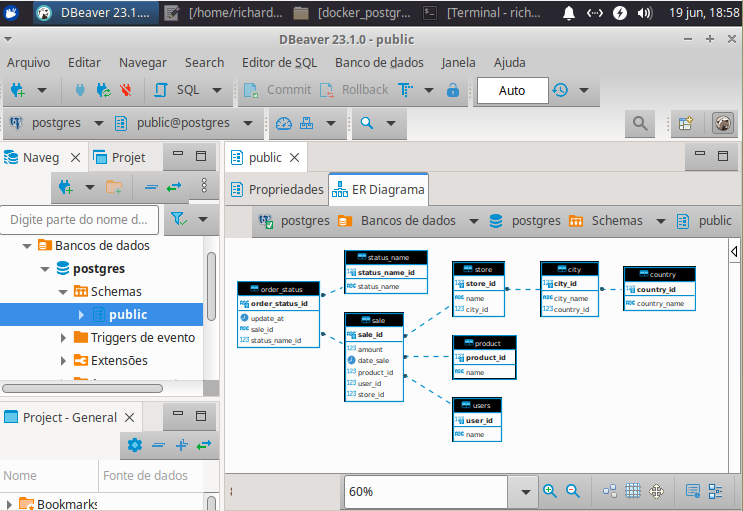 DBeaver 23.1....
[/home/richard...
[docker_postgr...
[Terminal - rich...
19 jun, 18:58
DBeaver 23.1.0 - public
Arquivo Editar Navegar Search Editor de SQL Banco de dados Janela Ajuda
SQL Commit Rollback Auto
postgres public@postgres
Naveg Projet
Digite parte do nome d...
Bancos de dados
postgres
Schemas
public
Triggers de evento
Extensões
Project - General
Nome Fonte de dados
Bookmarks
public
Propriedades ER Diagrama
postgres Bancos de dados postgres Schemas public
order_status
order_status_id
update_at
sale_id
status_name_id
status_name
status_name_id
status_name
sale
sale_id
amount
date_sale
product_id
user_id
store_id
store
store_id
name
city_id
city
city_id
city_name
country_id
country
country_id
country_name
product
product_id
name
users
user_id
name
60%